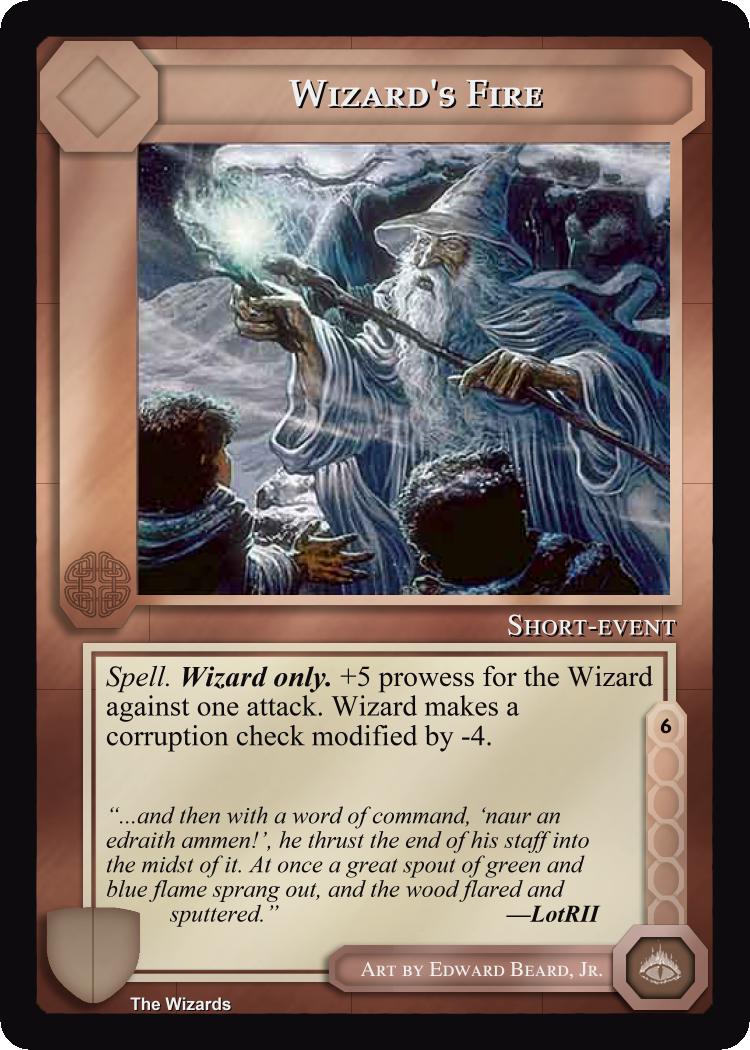 Wizard's Fire
Short-event
Spell. Wizard only. +5 prowess for the Wizard
against one attack. Wizard makes a
corruption check modified by -4.
6
“...and then with a word of command, ‘naur an
edraith ammen!’, he thrust the end of his staff into
the midst of it. At once a great spout of green and
blue flame sprang out, and the wood flared and
sputtered.” —LotRII
Art by Edward Beard, Jr.
The Wizards